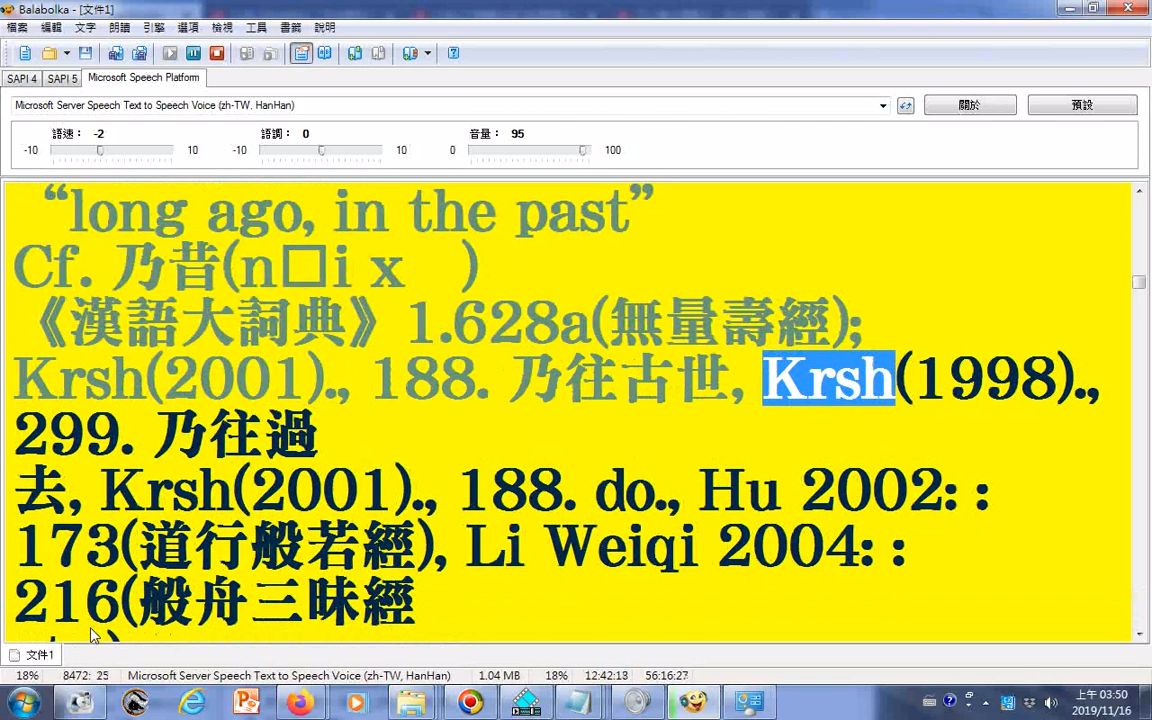 Balabolka - [文件1]
檔案 編輯 文字 朗讀 引擎 選項 檢視 工具 書籤 說明
SAPI 4 SAPI 5 Microsoft Speech Platform
Microsoft Server Speech Text to Speech Voice (zh-TW, HanHan) 關於 預設
語速： -2 語調： 0 音量： 95
-10 10 -10 10 0 100
“long ago, in the past”
Cf. 乃昔(n□i x )
《漢語大詞典》1.628a(無量壽經);
Krsh(2001)., 188. 乃往古世, Krsh(1998).,
299. 乃往過
去, Krsh(2001)., 188. do., Hu 2002: :
173(道行般若經), Li Weiqi 2004: :
216(般舟三昧經
文件1
18% 8472: 25 Microsoft Server Speech Text to Speech Voice (zh-TW, HanHan) 1.04 MB 18% 12:42:13 56:16:27
上午 03:50
2019/11/16